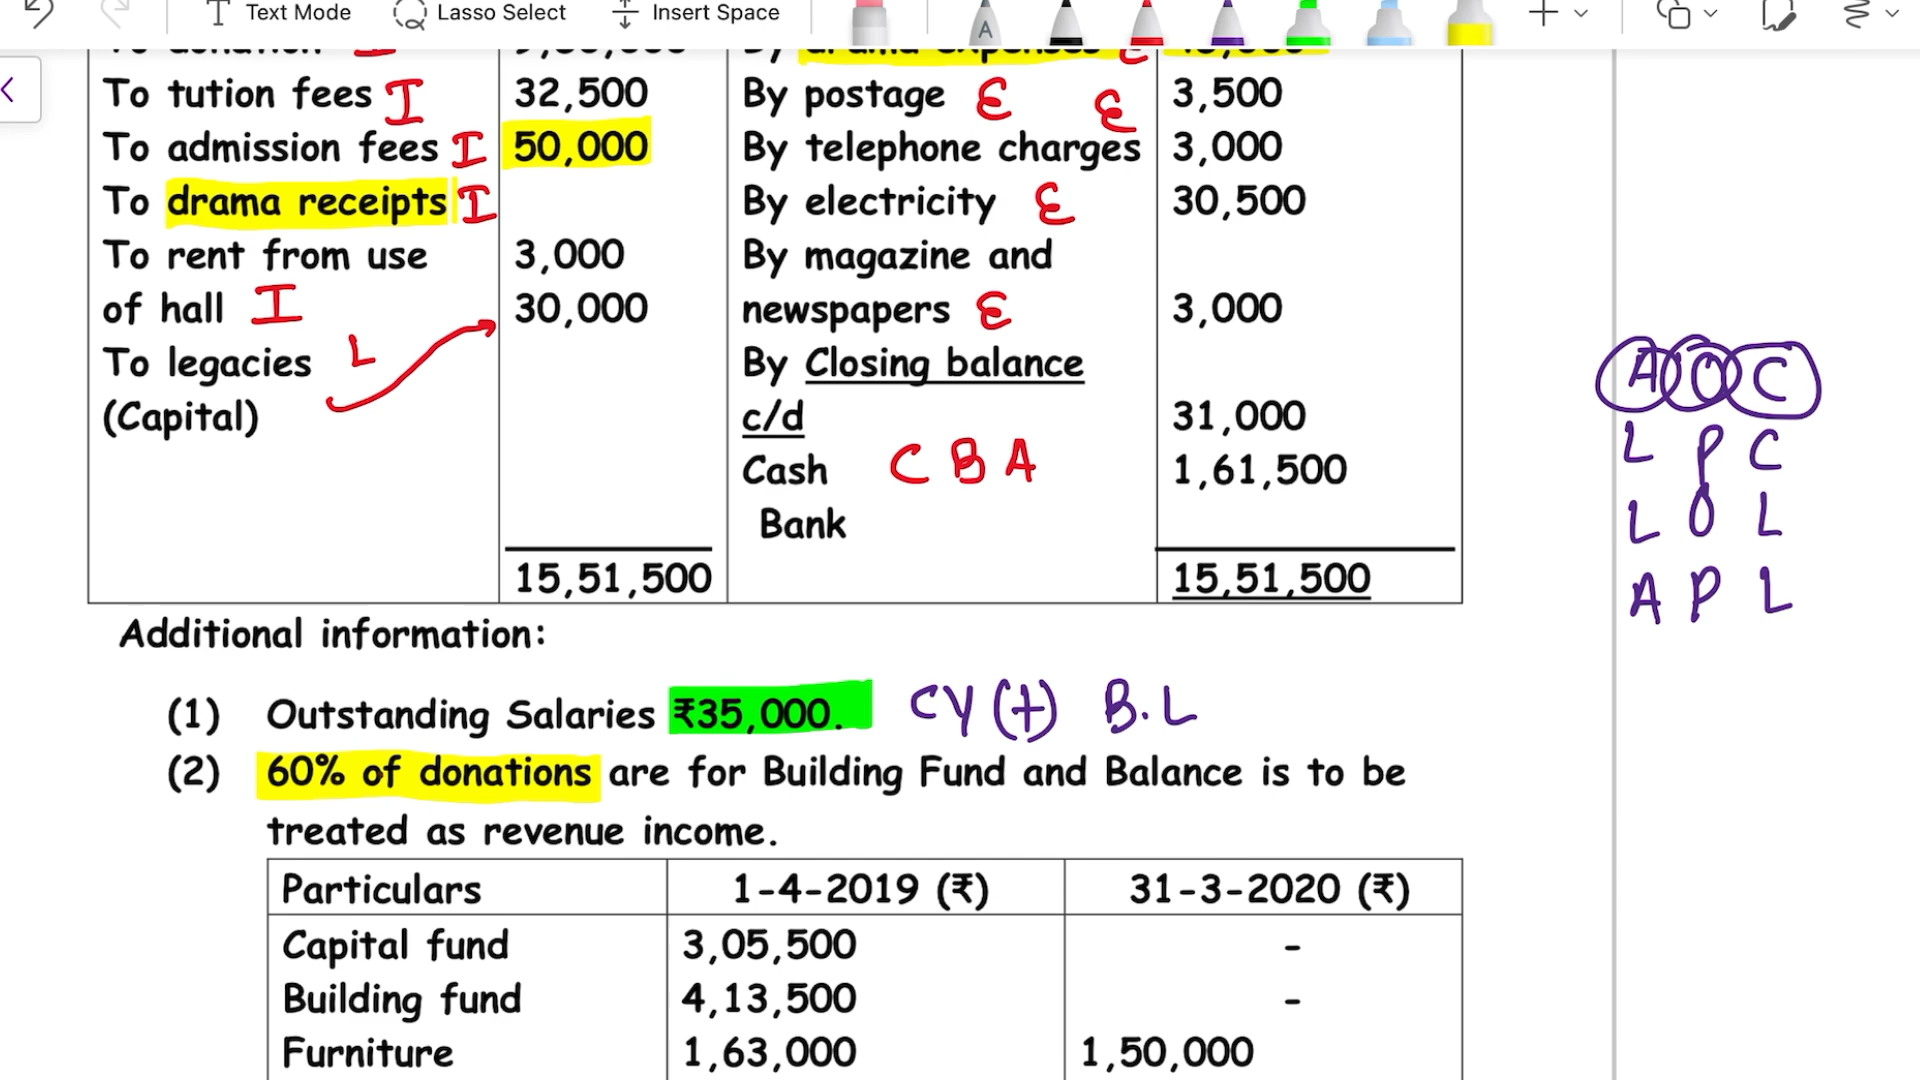 Text Mode Lasso Select Insert Space
A
To donation I
By drama expenses ε
To tution fees I 32,500 By postage ε ε 3,500
To admission fees I 50,000 By telephone charges 3,000
To drama receipts I By electricity ε 30,500
To rent from use 3,000 By magazine and
of hall I 30,000 newspapers ε 3,000
To legacies L By Closing balance
(Capital) c/d 31,000
Cash C B A 1,61,500
Bank
15,51,500 15,51,500
A O C
L P C
L O L
A P L
Additional information:
(1) Outstanding Salaries ₹35,000. CY (+) B.L
(2) 60% of donations are for Building Fund and Balance is to be
treated as revenue income.
Particulars 1-4-2019 (₹) 31-3-2020 (₹)
Capital fund 3,05,500 -
Building fund 4,13,500 -
Furniture 1,63,000 1,50,000